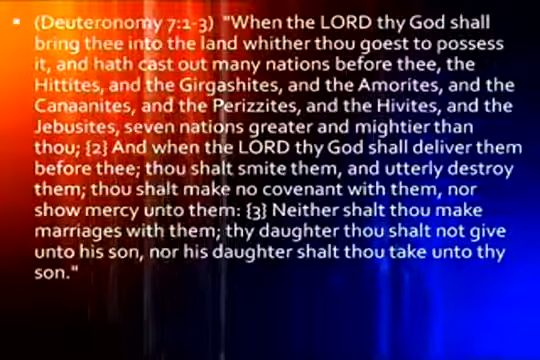 ▪ (Deuteronomy 7:1-3) "When the LORD thy God shall
bring thee into the land whither thou goest to possess
it, and hath cast out many nations before thee, the
Hittites, and the Girgashites, and the Amorites, and the
Canaanites, and the Perizzites, and the Hivites, and the
Jebusites, seven nations greater and mightier than
thou; {2} And when the LORD thy God shall deliver them
before thee; thou shalt smite them, and utterly destroy
them; thou shalt make no covenant with them, nor
show mercy unto them: {3} Neither shalt thou make
marriages with them; thy daughter thou shalt not give
unto his son, nor his daughter shalt thou take unto thy
son."